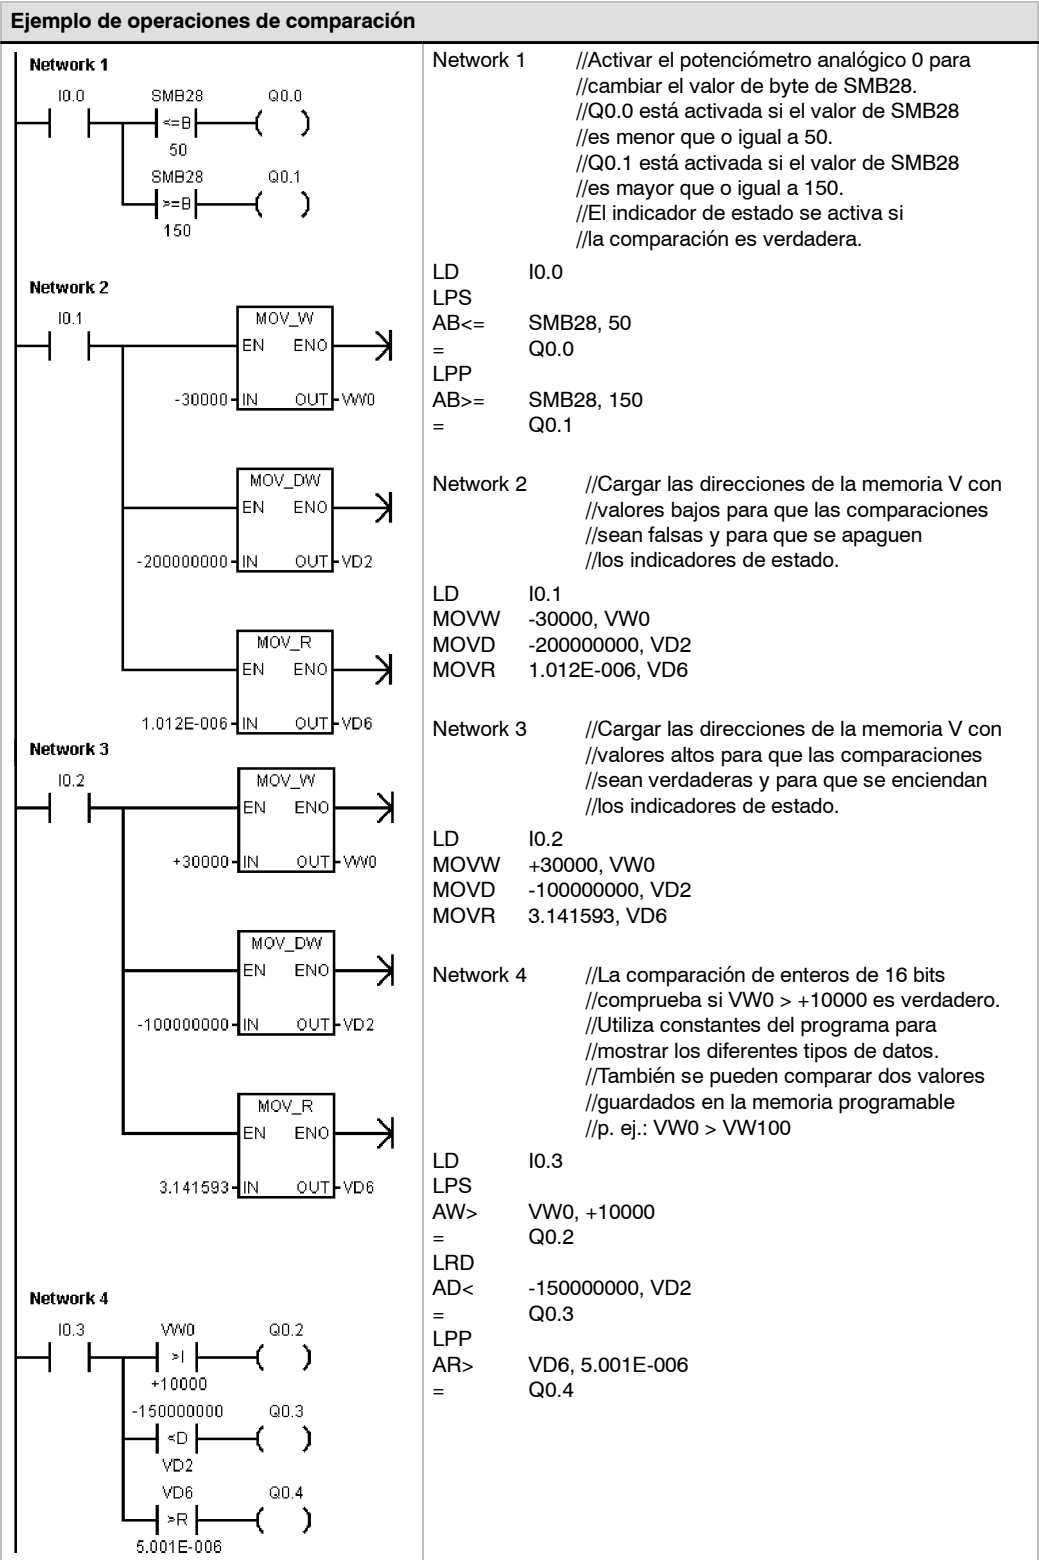 Ejemplo de operaciones de comparación
Network 1
I0.0 SMB28 Q0.0
<=B
50
SMB28 Q0.1
>=B
150
Network 2
I0.1 MOV_W
EN ENO
-30000 IN OUT VW0
MOV_DW
EN ENO
-200000000 IN OUT VD2
MOV_R
EN ENO
1.012E-006 IN OUT VD6
Network 3
I0.2 MOV_W
EN ENO
+30000 IN OUT VW0
MOV_DW
EN ENO
-100000000 IN OUT VD2
MOV_R
EN ENO
3.141593 IN OUT VD6
Network 4
I0.3 VW0 Q0.2
>I
+10000
-150000000 Q0.3
<D
VD2
VD6 Q0.4
>R
5.001E-006
Network 1 //Activar el potenciómetro analógico 0 para
//cambiar el valor de byte de SMB28.
//Q0.0 está activada si el valor de SMB28
//es menor que o igual a 50.
//Q0.1 está activada si el valor de SMB28
//es mayor que o igual a 150.
//El indicador de estado se activa si
//la comparación es verdadera.
LD I0.0
LPS
AB<= SMB28, 50
= Q0.0
LPP
AB>= SMB28, 150
= Q0.1
Network 2 //Cargar las direcciones de la memoria V con
//valores bajos para que las comparaciones
//sean falsas y para que se apaguen
//los indicadores de estado.
LD I0.1
MOVW -30000, VW0
MOVD -200000000, VD2
MOVR 1.012E-006, VD6
Network 3 //Cargar las direcciones de la memoria V con
//valores altos para que las comparaciones
//sean verdaderas y para que se enciendan
//los indicadores de estado.
LD I0.2
MOVW +30000, VW0
MOVD -100000000, VD2
MOVR 3.141593, VD6
Network 4 //La comparación de enteros de 16 bits
//comprueba si VW0 > +10000 es verdadero.
//Utiliza constantes del programa para
//mostrar los diferentes tipos de datos.
//También se pueden comparar dos valores
//guardados en la memoria programable
//p. ej.: VW0 > VW100
LD I0.3
LPS
AW> VW0, +10000
= Q0.2
LRD
AD< -150000000, VD2
= Q0.3
LPP
AR> VD6, 5.001E-006
= Q0.4